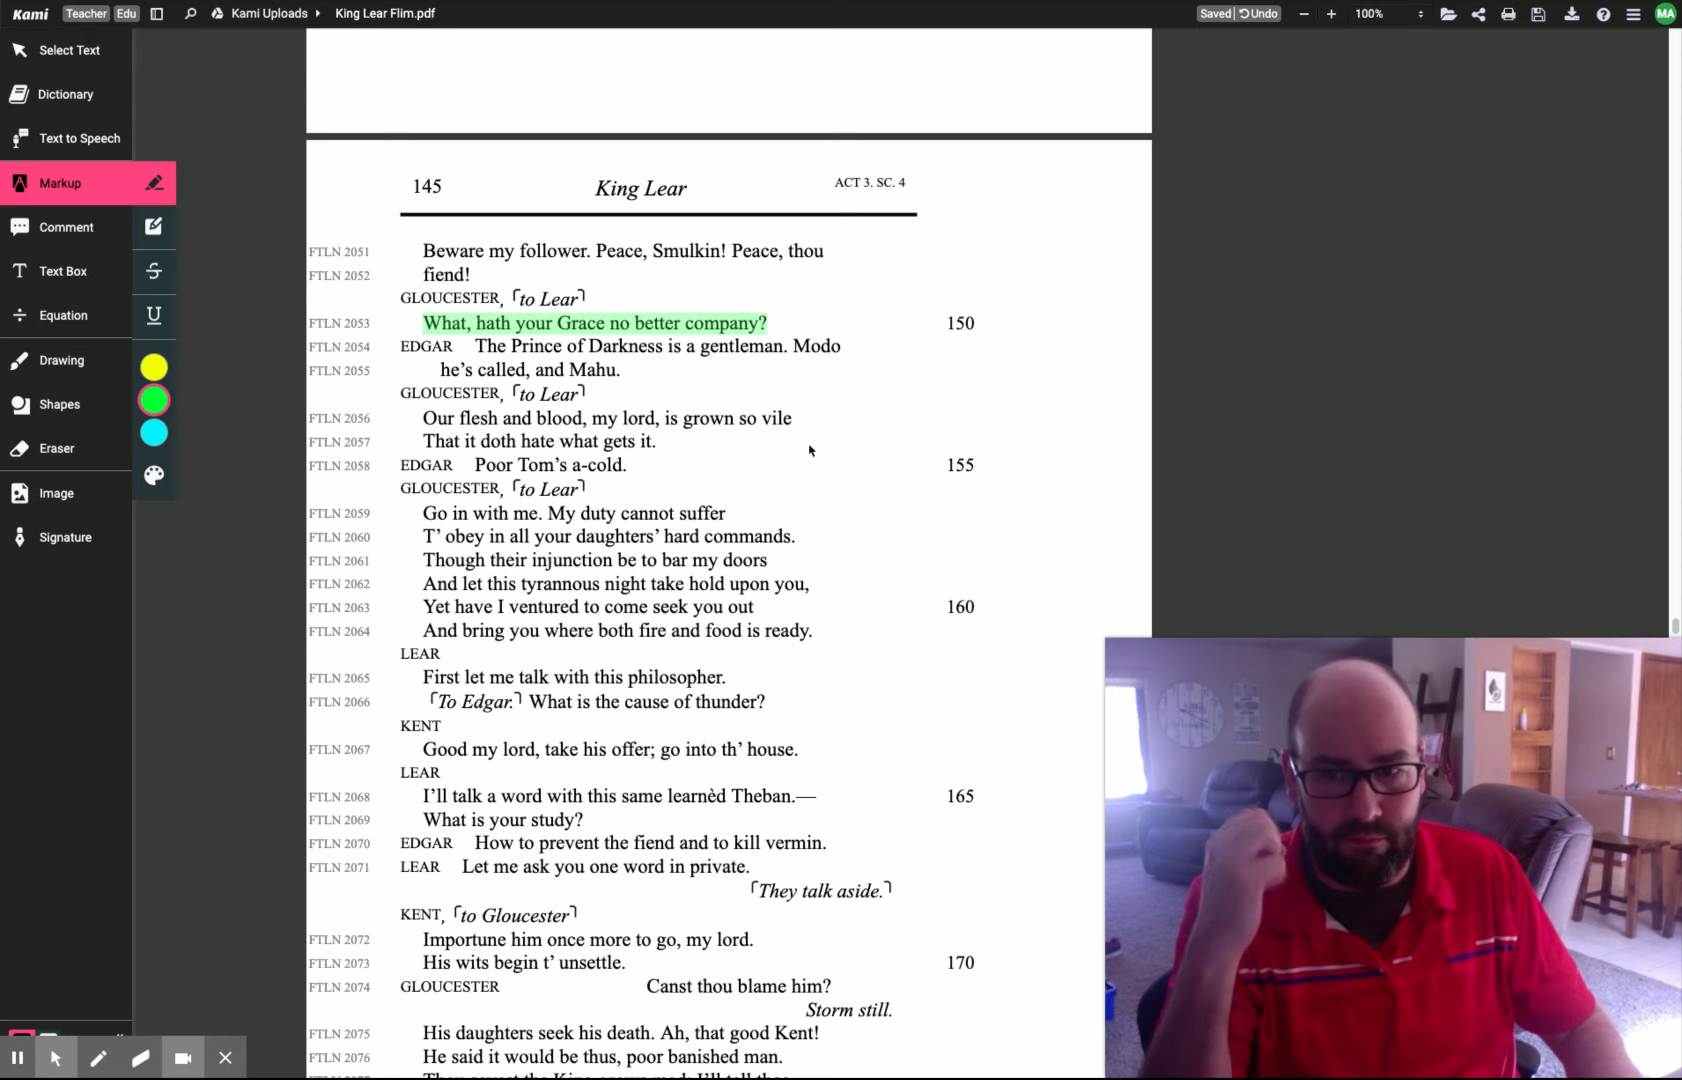 Kami Teacher Edu Kami Uploads King Lear Flim.pdf Saved Undo 100% MA
Select Text
Dictionary
Text to Speech
Markup
Comment
Text Box
Equation
Drawing
Shapes
Eraser
Image
Signature
145 King Lear ACT 3. SC. 4
FTLN 2051 Beware my follower. Peace, Smulkin! Peace, thou
FTLN 2052 fiend!
GLOUCESTER, ⌜to Lear⌝
FTLN 2053 What, hath your Grace no better company? 150
FTLN 2054 EDGAR The Prince of Darkness is a gentleman. Modo
FTLN 2055 he’s called, and Mahu.
GLOUCESTER, ⌜to Lear⌝
FTLN 2056 Our flesh and blood, my lord, is grown so vile
FTLN 2057 That it doth hate what gets it.
FTLN 2058 EDGAR Poor Tom’s a-cold. 155
GLOUCESTER, ⌜to Lear⌝
FTLN 2059 Go in with me. My duty cannot suffer
FTLN 2060 T’ obey in all your daughters’ hard commands.
FTLN 2061 Though their injunction be to bar my doors
FTLN 2062 And let this tyrannous night take hold upon you,
FTLN 2063 Yet have I ventured to come seek you out 160
FTLN 2064 And bring you where both fire and food is ready.
LEAR
FTLN 2065 First let me talk with this philosopher.
FTLN 2066 ⌜To Edgar.⌝ What is the cause of thunder?
KENT
FTLN 2067 Good my lord, take his offer; go into th’ house.
LEAR
FTLN 2068 I’ll talk a word with this same learnèd Theban.— 165
FTLN 2069 What is your study?
FTLN 2070 EDGAR How to prevent the fiend and to kill vermin.
FTLN 2071 LEAR Let me ask you one word in private.
⌜They talk aside.⌝
KENT, ⌜to Gloucester⌝
FTLN 2072 Importune him once more to go, my lord.
FTLN 2073 His wits begin t’ unsettle. 170
FTLN 2074 GLOUCESTER Canst thou blame him?
Storm still.
FTLN 2075 His daughters seek his death. Ah, that good Kent!
FTLN 2076 He said it would be thus, poor banished man.